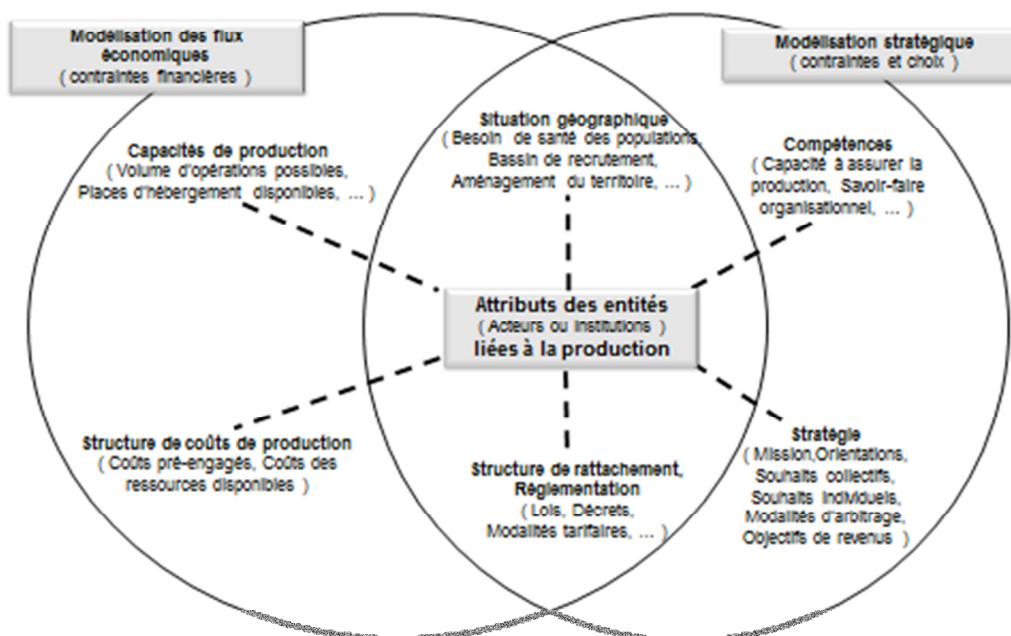 Modélisation des flux
économiques
( contraintes financières )
Modélisation stratégique
( contraintes et choix )
Situation géographique
( Besoin de santé des populations,
Bassin de recrutement,
Aménagement du territoire, ... )
Capacités de production
( Volume d'opérations possibles,
Places d'hébergement disponibles, ... )
Compétences
( Capacité à assurer la
production, Savoir-faire
organisationnel, ... )
Attributs des entités
( Acteurs ou Institutions )
liées à la production
Structure de coûts de production
( Coûts pré-engagés, Coûts des
ressources disponibles )
Structure de rattachement,
Réglementation
( Lois, Décrets,
Modalités tarifaires, ... )
Stratégie
( Mission,Orientations,
Souhaits collectifs,
Souhaits individuels,
Modalités d'arbitrage,
Objectifs de revenus )